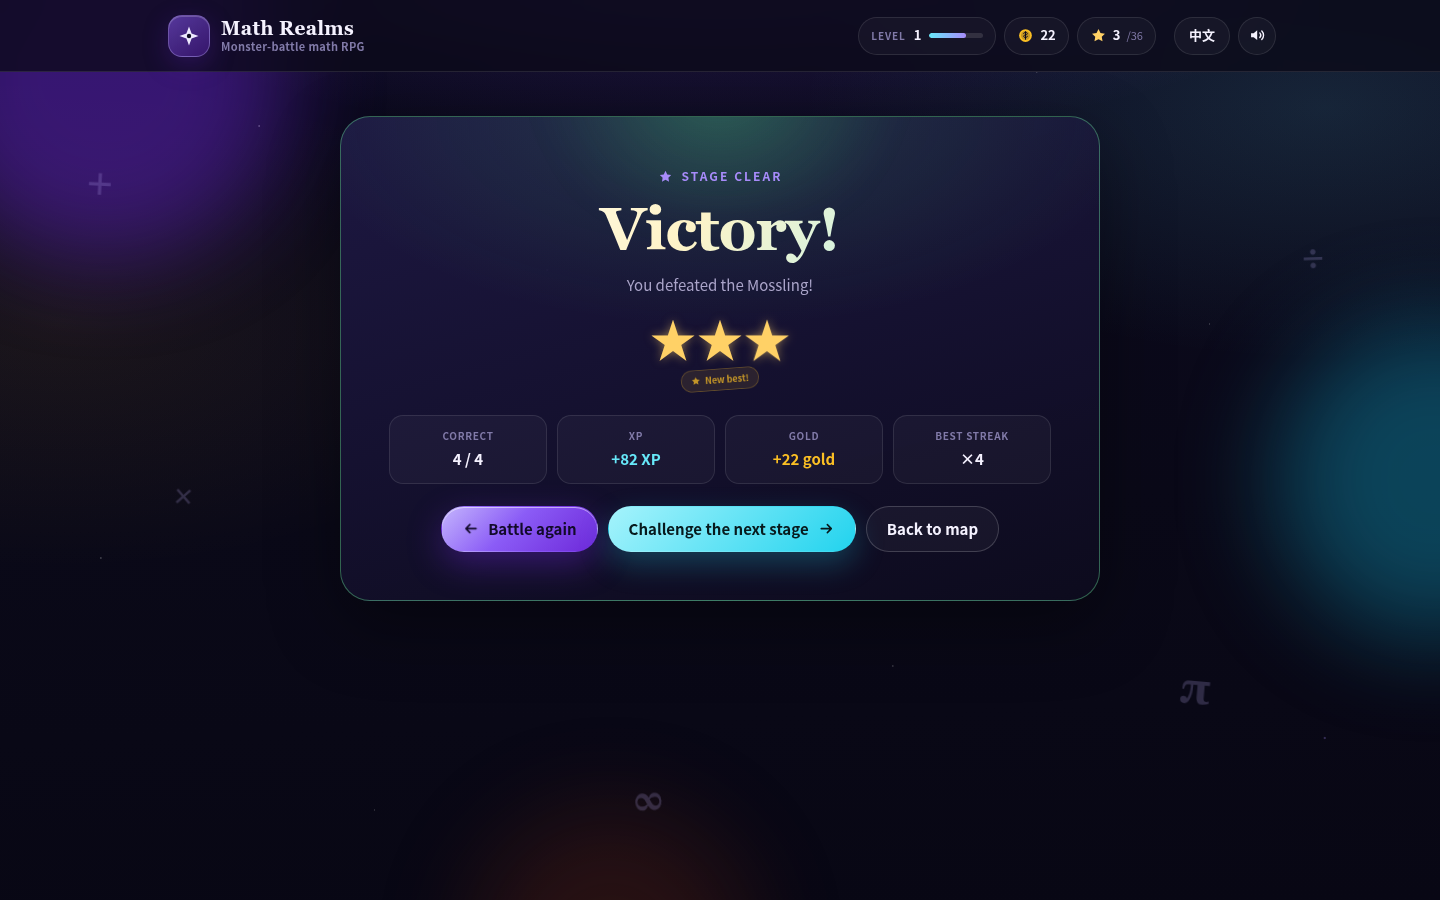 Math Realms
Monster-battle math RPG
LEVEL 1
22
3 /36
中文
STAGE CLEAR
Victory!
You defeated the Mossling!
New best!
CORRECT
4 / 4
XP
+82 XP
GOLD
+22 gold
BEST STREAK
×4
Battle again
Challenge the next stage
Back to map
+
÷
×
π
∞